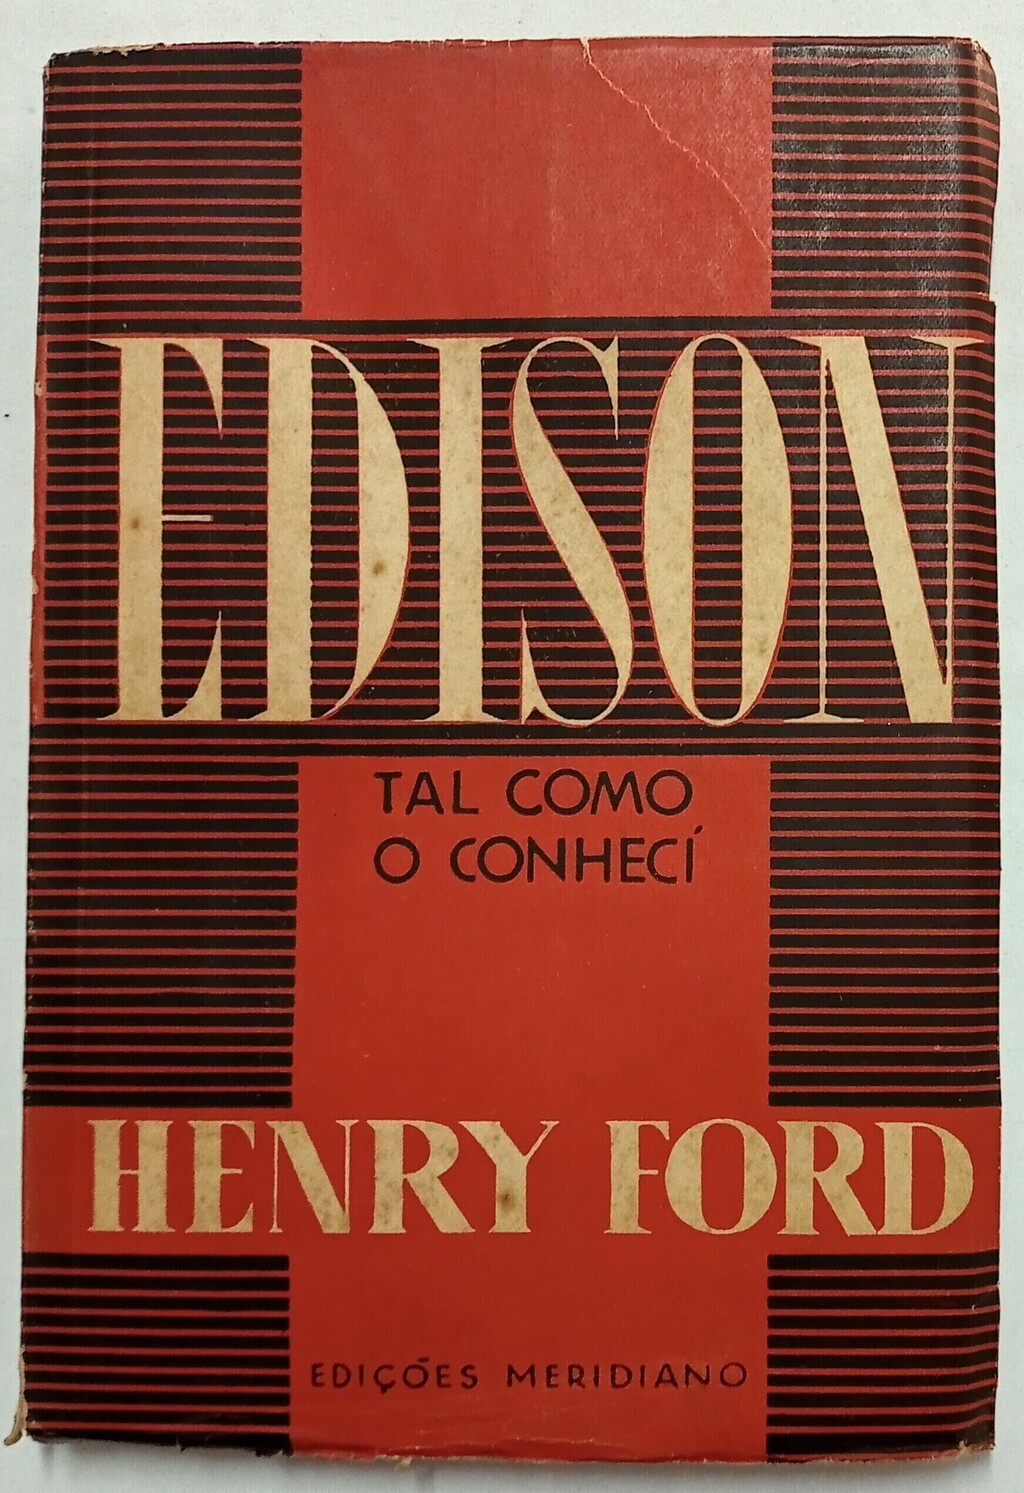 EDISON
TAL COMO
O CONHECÍ
HENRY FORD
EDIÇÕES MERIDIANO